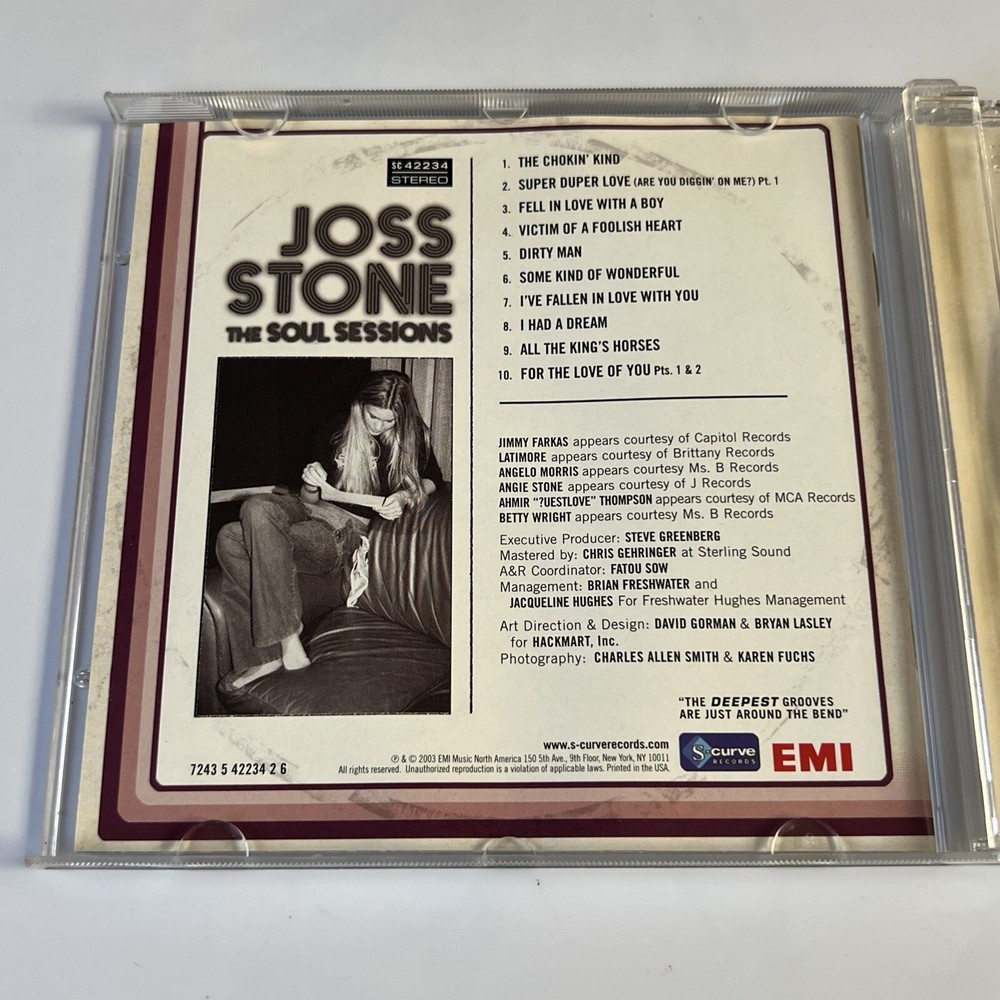 SC 42234
STEREO
JOSS
STONE
THE SOUL SESSIONS
1. THE CHOKIN' KIND
2. SUPER DUPER LOVE (ARE YOU DIGGIN' ON ME?) Pt. 1
3. FELL IN LOVE WITH A BOY
4. VICTIM OF A FOOLISH HEART
5. DIRTY MAN
6. SOME KIND OF WONDERFUL
7. I'VE FALLEN IN LOVE WITH YOU
8. I HAD A DREAM
9. ALL THE KING'S HORSES
10. FOR THE LOVE OF YOU Pts. 1 & 2
JIMMY FARKAS appears courtesy of Capitol Records
LATIMORE appears courtesy of Brittany Records
ANGELO MORRIS appears courtesy Ms. B Records
ANGIE STONE appears courtesy of J Records
AHMIR "?UESTLOVE" THOMPSON appears courtesy of MCA Records
BETTY WRIGHT appears courtesy Ms. B Records
Executive Producer: STEVE GREENBERG
Mastered by: CHRIS GEHRINGER at Sterling Sound
A&R Coordinator: FATOU SOW
Management: BRIAN FRESHWATER and
JACQUELINE HUGHES For Freshwater Hughes Management
Art Direction & Design: DAVID GORMAN & BRYAN LASLEY
for HACKMART, Inc.
Photography: CHARLES ALLEN SMITH & KAREN FUCHS
"THE DEEPEST GROOVES
ARE JUST AROUND THE BEND"
www.s-curverecords.com
℗ & © 2003 EMI Music North America 150 5th Ave., 9th Floor, New York, NY 10011
All rights reserved. Unauthorized reproduction is a violation of applicable laws. Printed in the USA.
7243 5 42234 2 6
S-curve
RECORDS
EMI